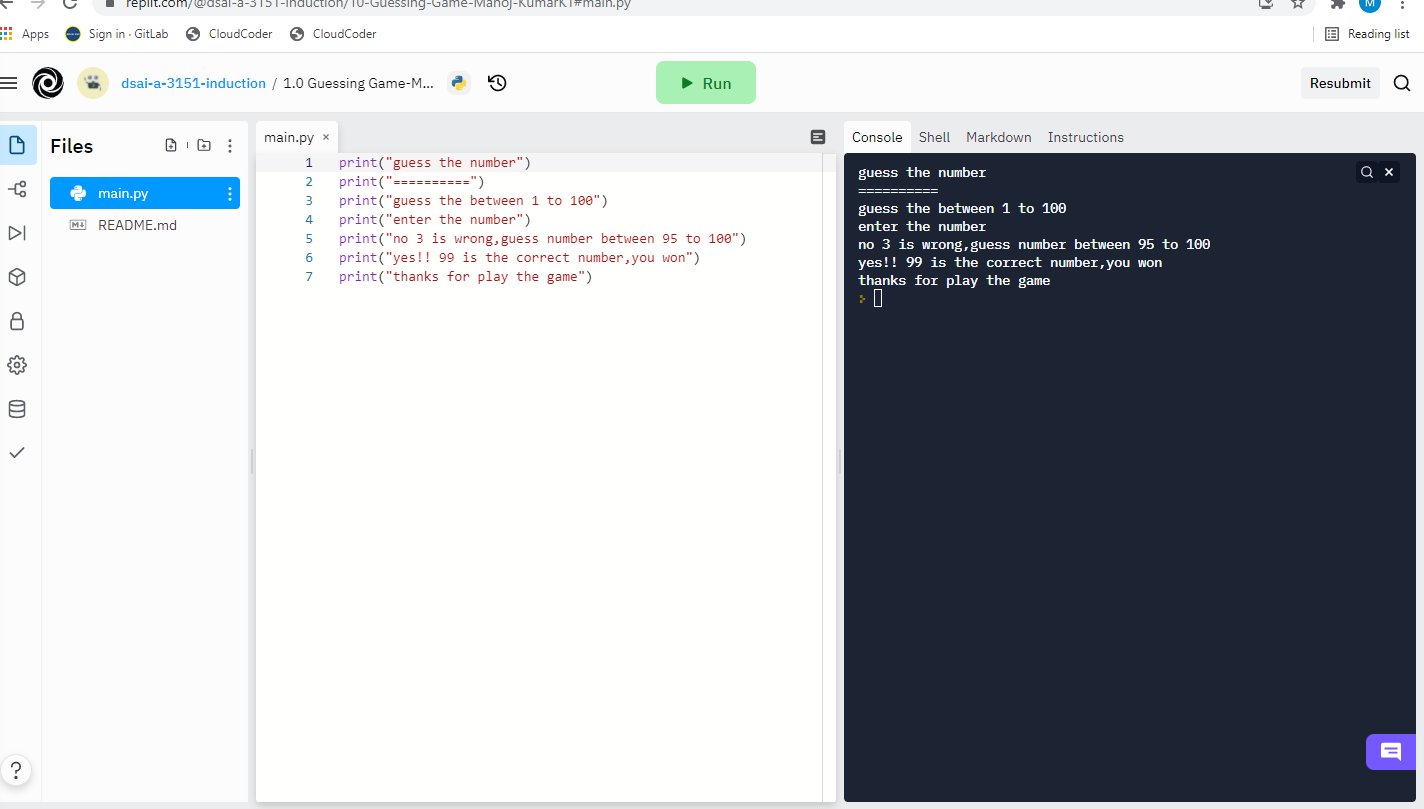 replit.com/@dsai-a-3151-induction/10-Guessing-Game-Manoj-KumarK1#main.py
M
Apps Sign in · GitLab CloudCoder CloudCoder Reading list
dsai-a-3151-induction / 1.0 Guessing Game-M... Run Resubmit
Files
main.py
README.md
main.py ×
1 print("guess the number")
2 print("==========")
3 print("guess the between 1 to 100")
4 print("enter the number")
5 print("no 3 is wrong,guess number between 95 to 100")
6 print("yes!! 99 is the correct number,you won")
7 print("thanks for play the game")
Console Shell Markdown Instructions
guess the number
==========
guess the between 1 to 100
enter the number
no 3 is wrong,guess number between 95 to 100
yes!! 99 is the correct number,you won
thanks for play the game
?